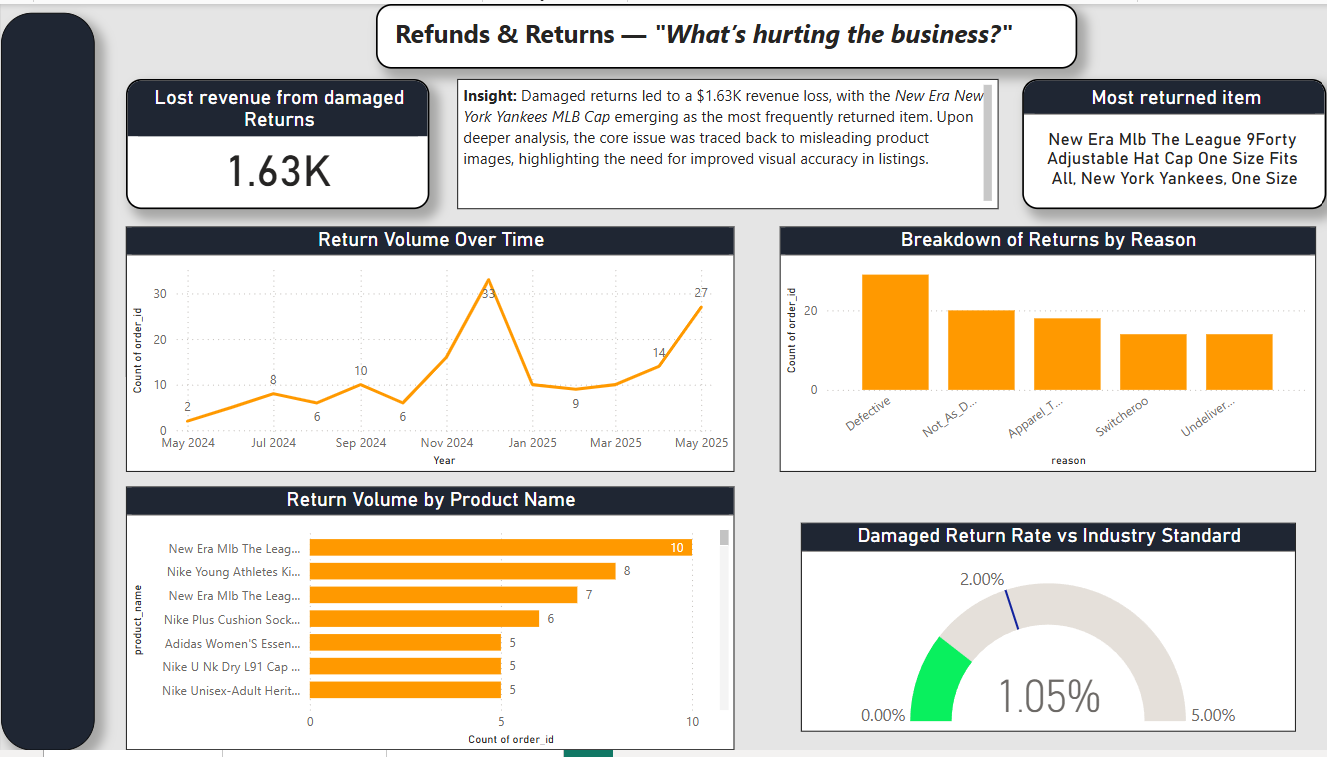 Refunds & Returns — "What's hurting the business?"
Lost revenue from damaged
Returns
1.63K
Insight: Damaged returns led to a $1.63K revenue loss, with the New Era New
York Yankees MLB Cap emerging as the most frequently returned item. Upon
deeper analysis, the core issue was traced back to misleading product
images, highlighting the need for improved visual accuracy in listings.
Most returned item
New Era Mlb The League 9Forty
Adjustable Hat Cap One Size Fits
All, New York Yankees, One Size
Return Volume Over Time
Count of order_id
30
20
10
0
2
8
6
10
6
33
9
14
27
May 2024
Jul 2024
Sep 2024
Nov 2024
Jan 2025
Mar 2025
May 2025
Year
Breakdown of Returns by Reason
Count of order_id
20
0
Defective
Not_As_D...
Apparel_T...
Switcheroo
Undeliver...
reason
Return Volume by Product Name
product_name
New Era Mlb The Leag...
10
Nike Young Athletes Ki...
8
New Era Mlb The Leag...
7
Nike Plus Cushion Sock...
6
Adidas Women'S Essen...
5
Nike U Nk Dry L91 Cap ...
5
Nike Unisex-Adult Herit...
5
0
5
10
Count of order_id
Damaged Return Rate vs Industry Standard
2.00%
1.05%
0.00%
5.00%